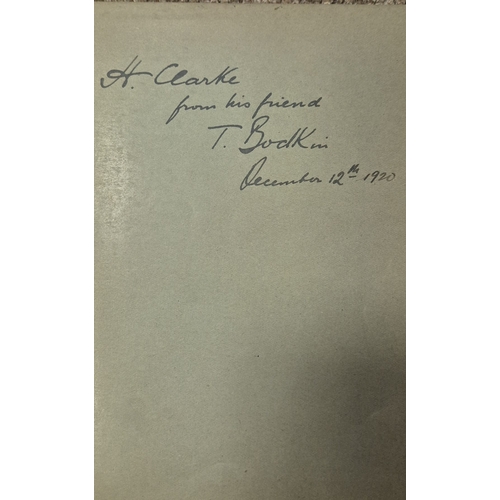 H. Clarke
from his friend
T. Bodkin
December 12th 1920